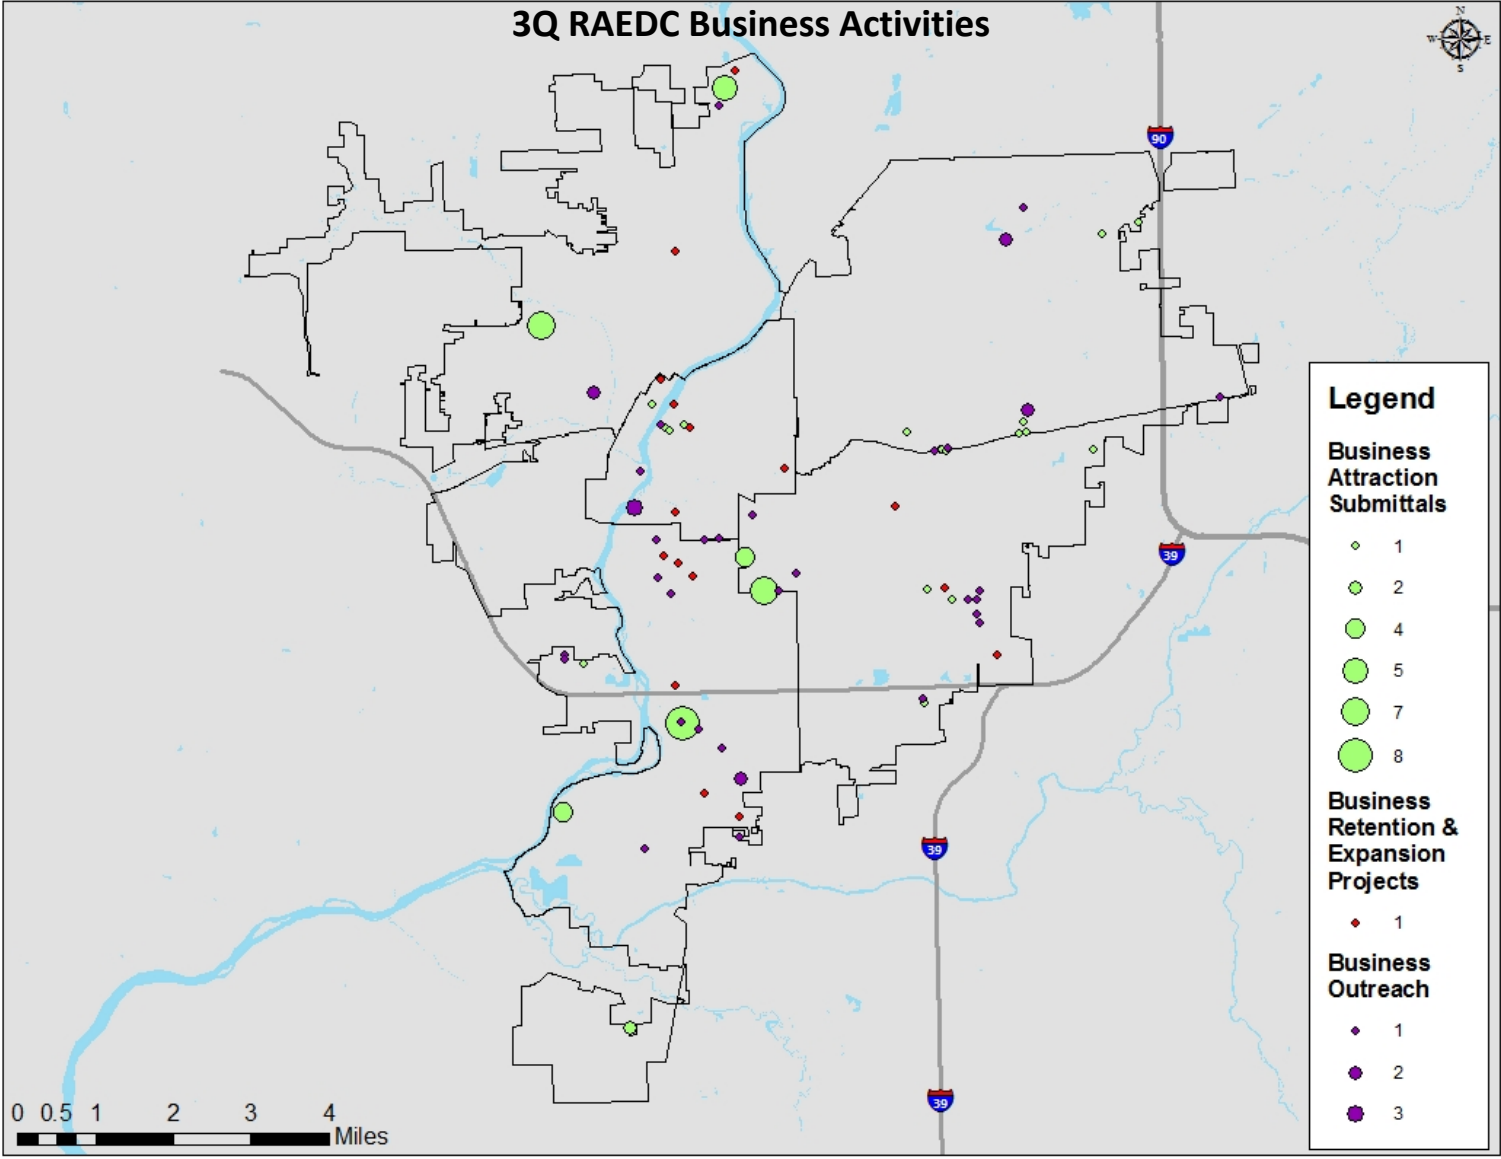 3Q RAEDC Business Activities
N
W E
S
90
39
39
39
Legend
Business
Attraction
Submittals
1
2
4
5
7
8
Business
Retention &
Expansion
Projects
1
Business
Outreach
1
2
3
0 0.5 1 2 3 4
Miles